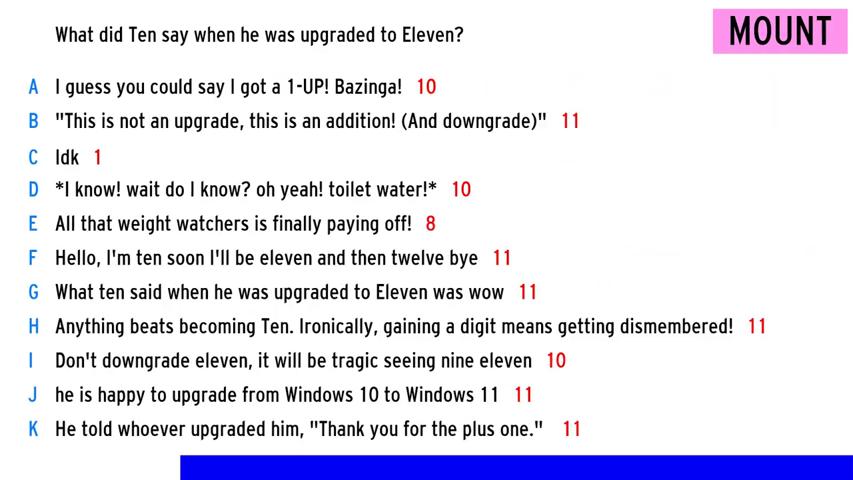 What did Ten say when he was upgraded to Eleven?
MOUNT
A I guess you could say I got a 1-UP! Bazinga! 10
B "This is not an upgrade, this is an addition! (And downgrade)" 11
C Idk 1
D *I know! wait do I know? oh yeah! toilet water!* 10
E All that weight watchers is finally paying off! 8
F Hello, I'm ten soon I'll be eleven and then twelve bye 11
G What ten said when he was upgraded to Eleven was wow 11
H Anything beats becoming Ten. Ironically, gaining a digit means getting dismembered! 11
I Don't downgrade eleven, it will be tragic seeing nine eleven 10
J he is happy to upgrade from Windows 10 to Windows 11 11
K He told whoever upgraded him, "Thank you for the plus one." 11